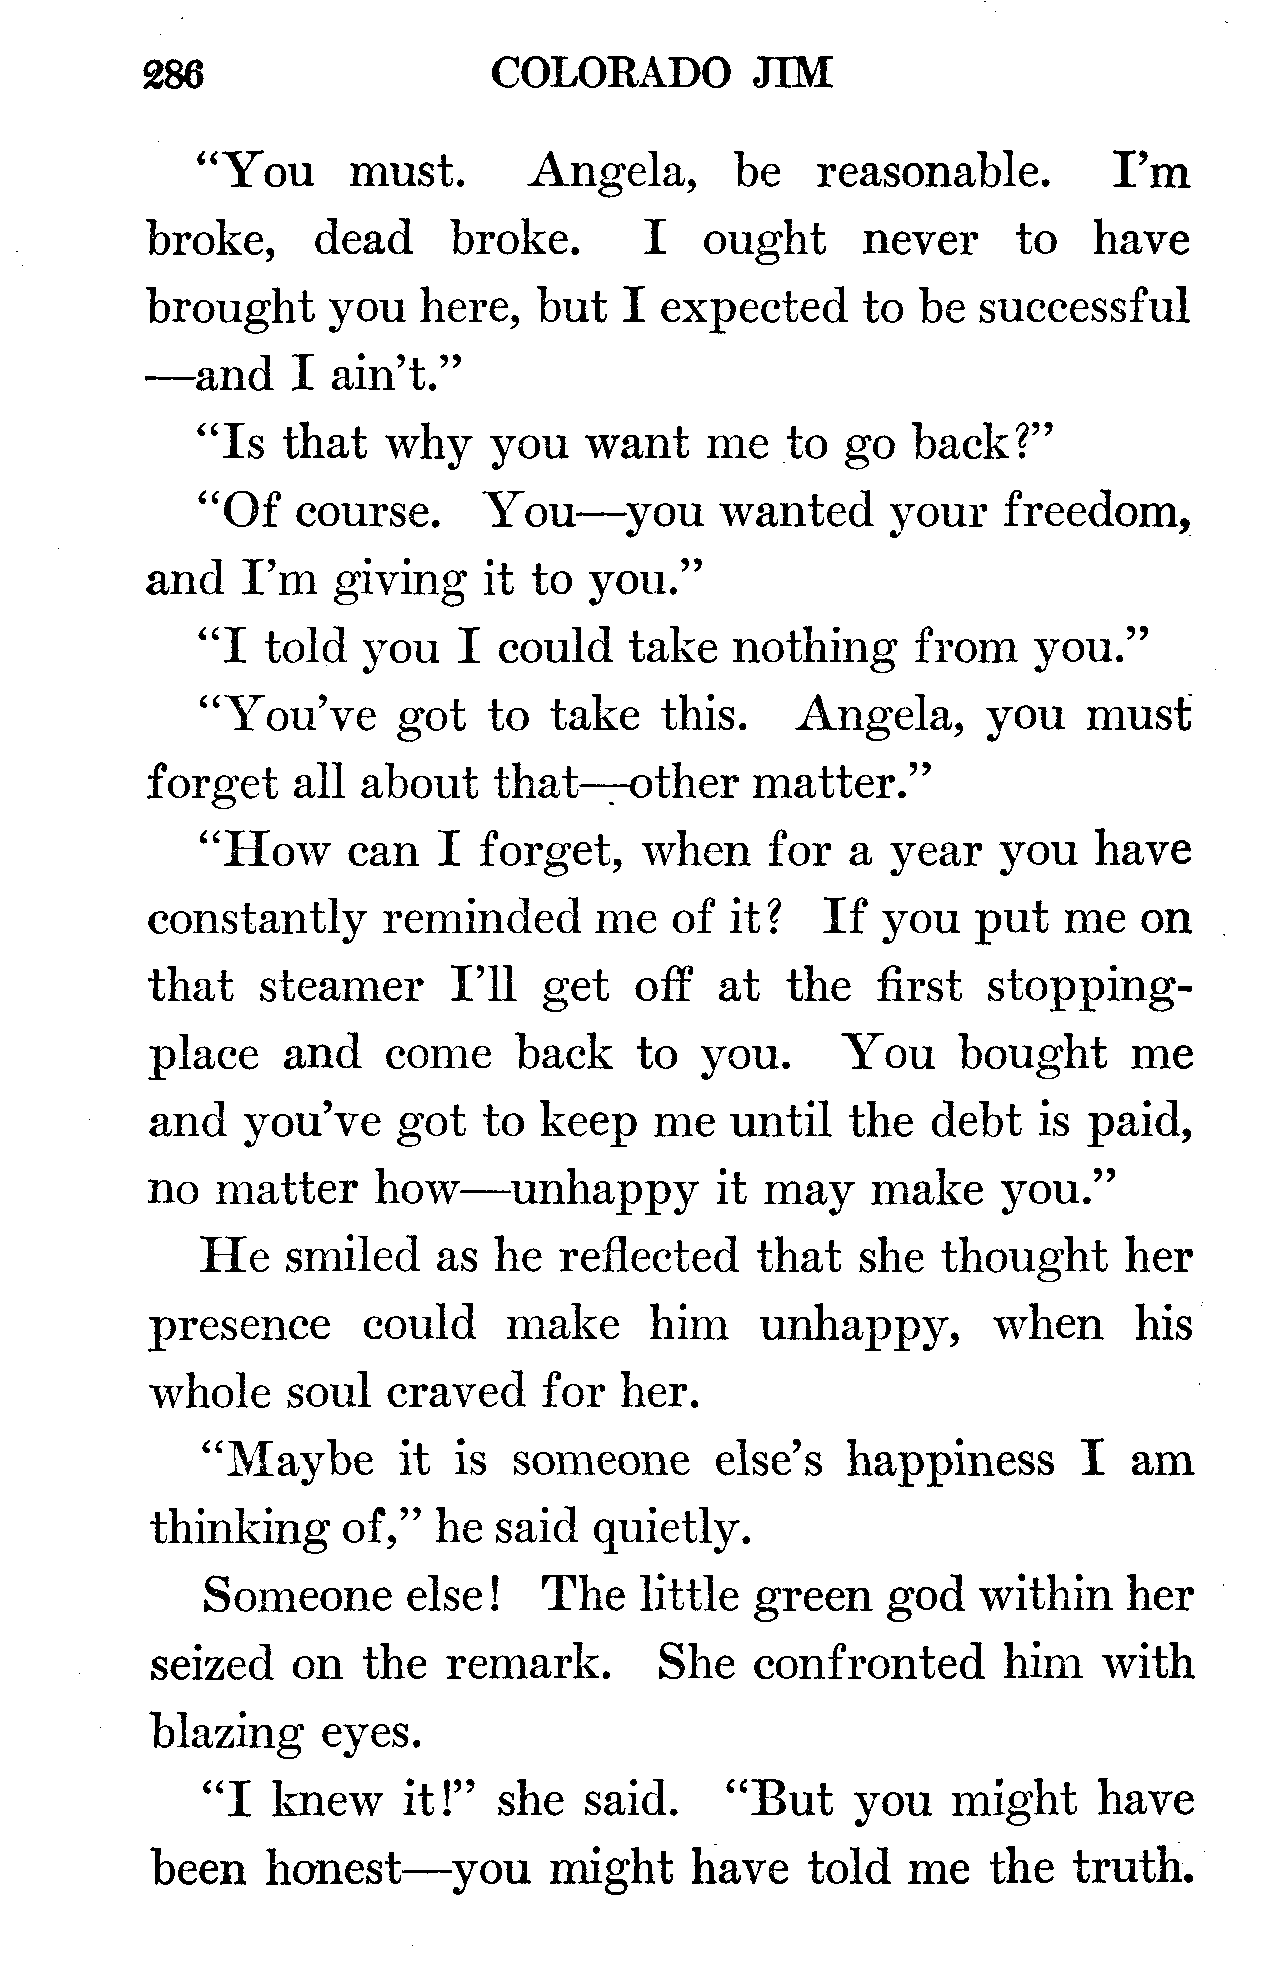 286 COLORADO JIM
“You must. Angela, be reasonable. I’m
broke, dead broke. I ought never to have
brought you here, but I expected to be successful
—and I ain’t.”
“Is that why you want me to go back?”
“Of course. You—you wanted your freedom,
and I’m giving it to you.”
“I told you I could take nothing from you.”
“You’ve got to take this. Angela, you must
forget all about that—other matter.”
“How can I forget, when for a year you have
constantly reminded me of it? If you put me on
that steamer I’ll get off at the first stopping-
place and come back to you. You bought me
and you’ve got to keep me until the debt is paid,
no matter how—unhappy it may make you.”
He smiled as he reflected that she thought her
presence could make him unhappy, when his
whole soul craved for her.
“Maybe it is someone else’s happiness I am
thinking of,” he said quietly.
Someone else! The little green god within her
seized on the remark. She confronted him with
blazing eyes.
“I knew it!” she said. “But you might have
been honest—you might have told me the truth.